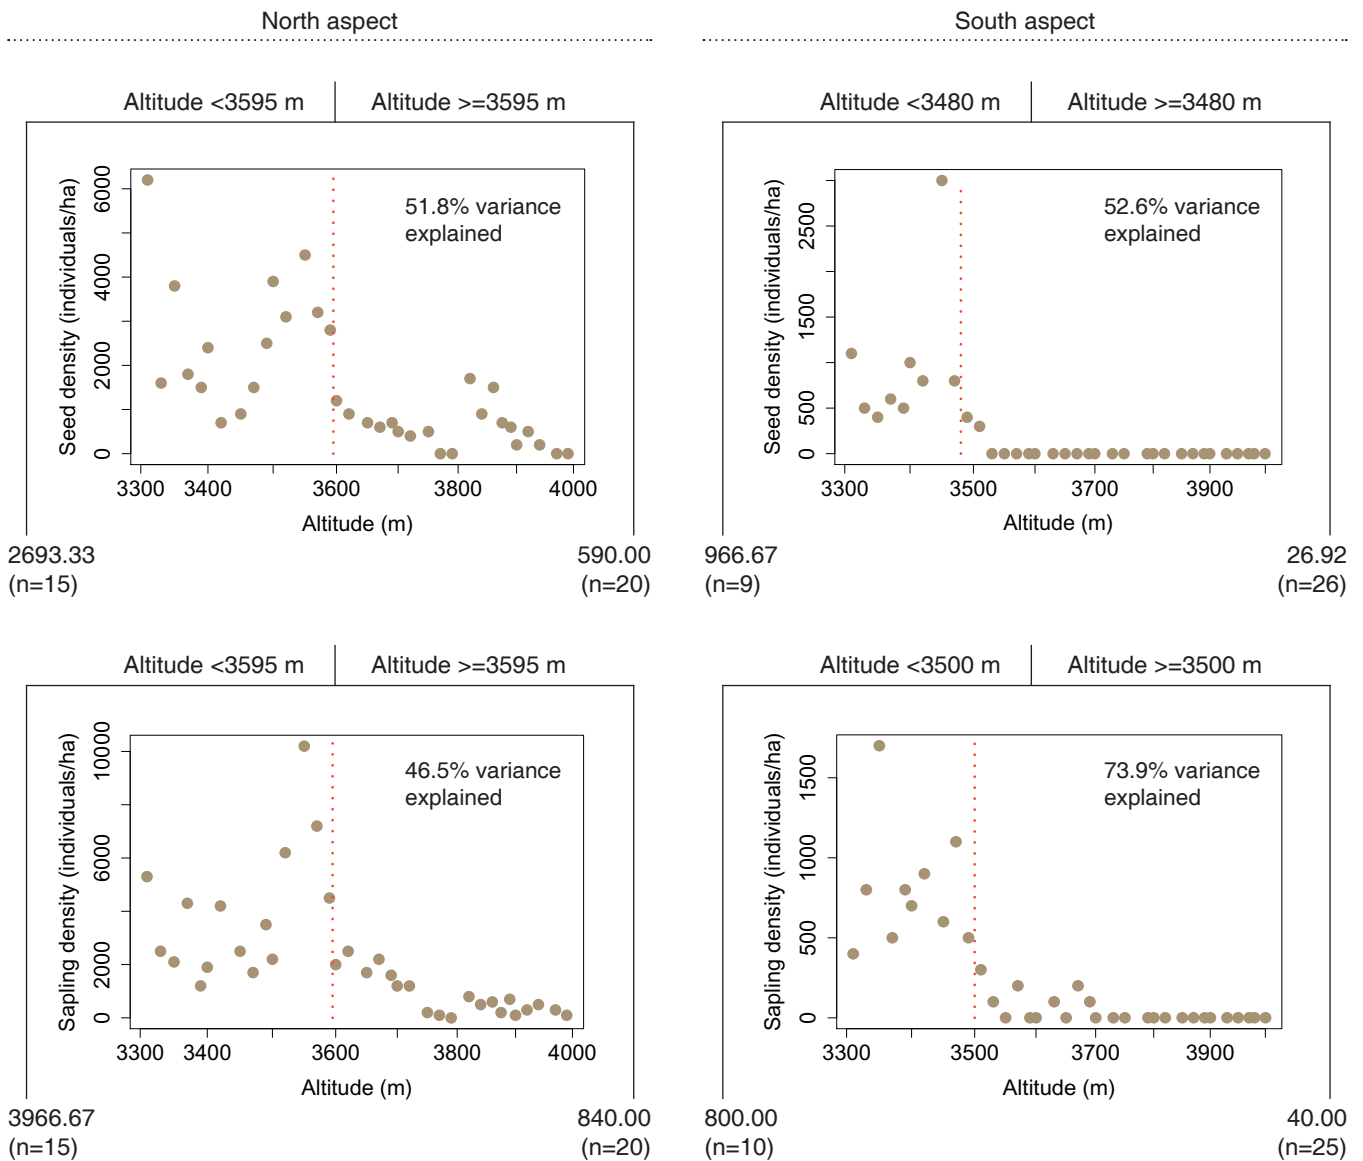 North aspect
South aspect
Altitude <3595 m
Altitude >=3595 m
Seed density (individuals/ha)
6000
4000
2000
0
51.8% variance
explained
3300
3400
3600
3800
4000
Altitude (m)
2693.33
(n=15)
590.00
(n=20)
Altitude <3480 m
Altitude >=3480 m
Seed density (individuals/ha)
2500
1500
500
0
52.6% variance
explained
3300
3500
3700
3900
Altitude (m)
966.67
(n=9)
26.92
(n=26)
Altitude <3595 m
Altitude >=3595 m
Sapling density (individuals/ha)
10000
6000
2000
0
46.5% variance
explained
3300
3400
3600
3800
4000
Altitude (m)
3966.67
(n=15)
840.00
(n=20)
Altitude <3500 m
Altitude >=3500 m
Sapling density (individuals/ha)
1500
1000
500
0
73.9% variance
explained
3300
3500
3700
3900
Altitude (m)
800.00
(n=10)
40.00
(n=25)